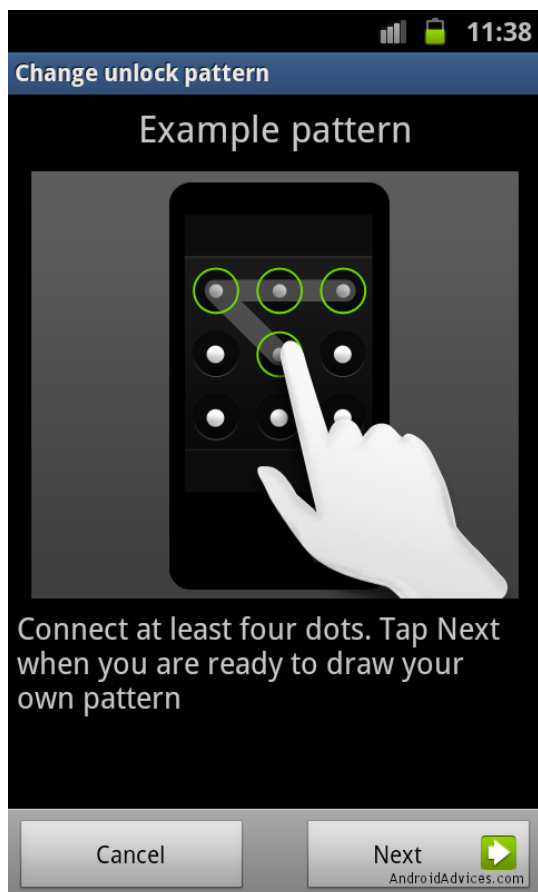 11:38
Change unlock pattern
Example pattern
Connect at least four dots. Tap Next
when you are ready to draw your
own pattern
Cancel
Next
AndroidAdvices.com